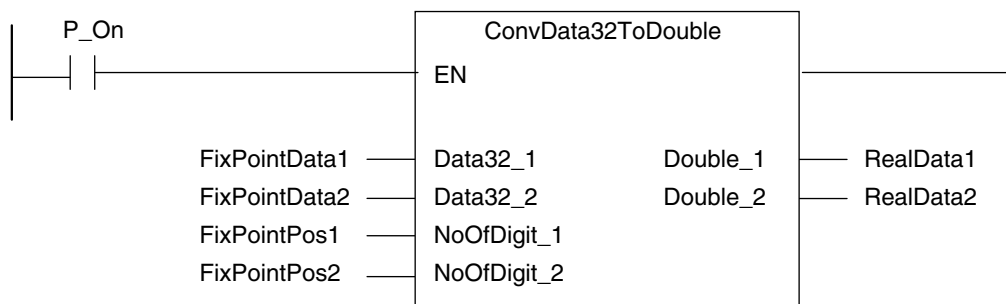 P_On
ConvData32ToDouble
EN
FixPointData1 Data32_1 Double_1 RealData1
FixPointData2 Data32_2 Double_2 RealData2
FixPointPos1 NoOfDigit_1
FixPointPos2 NoOfDigit_2